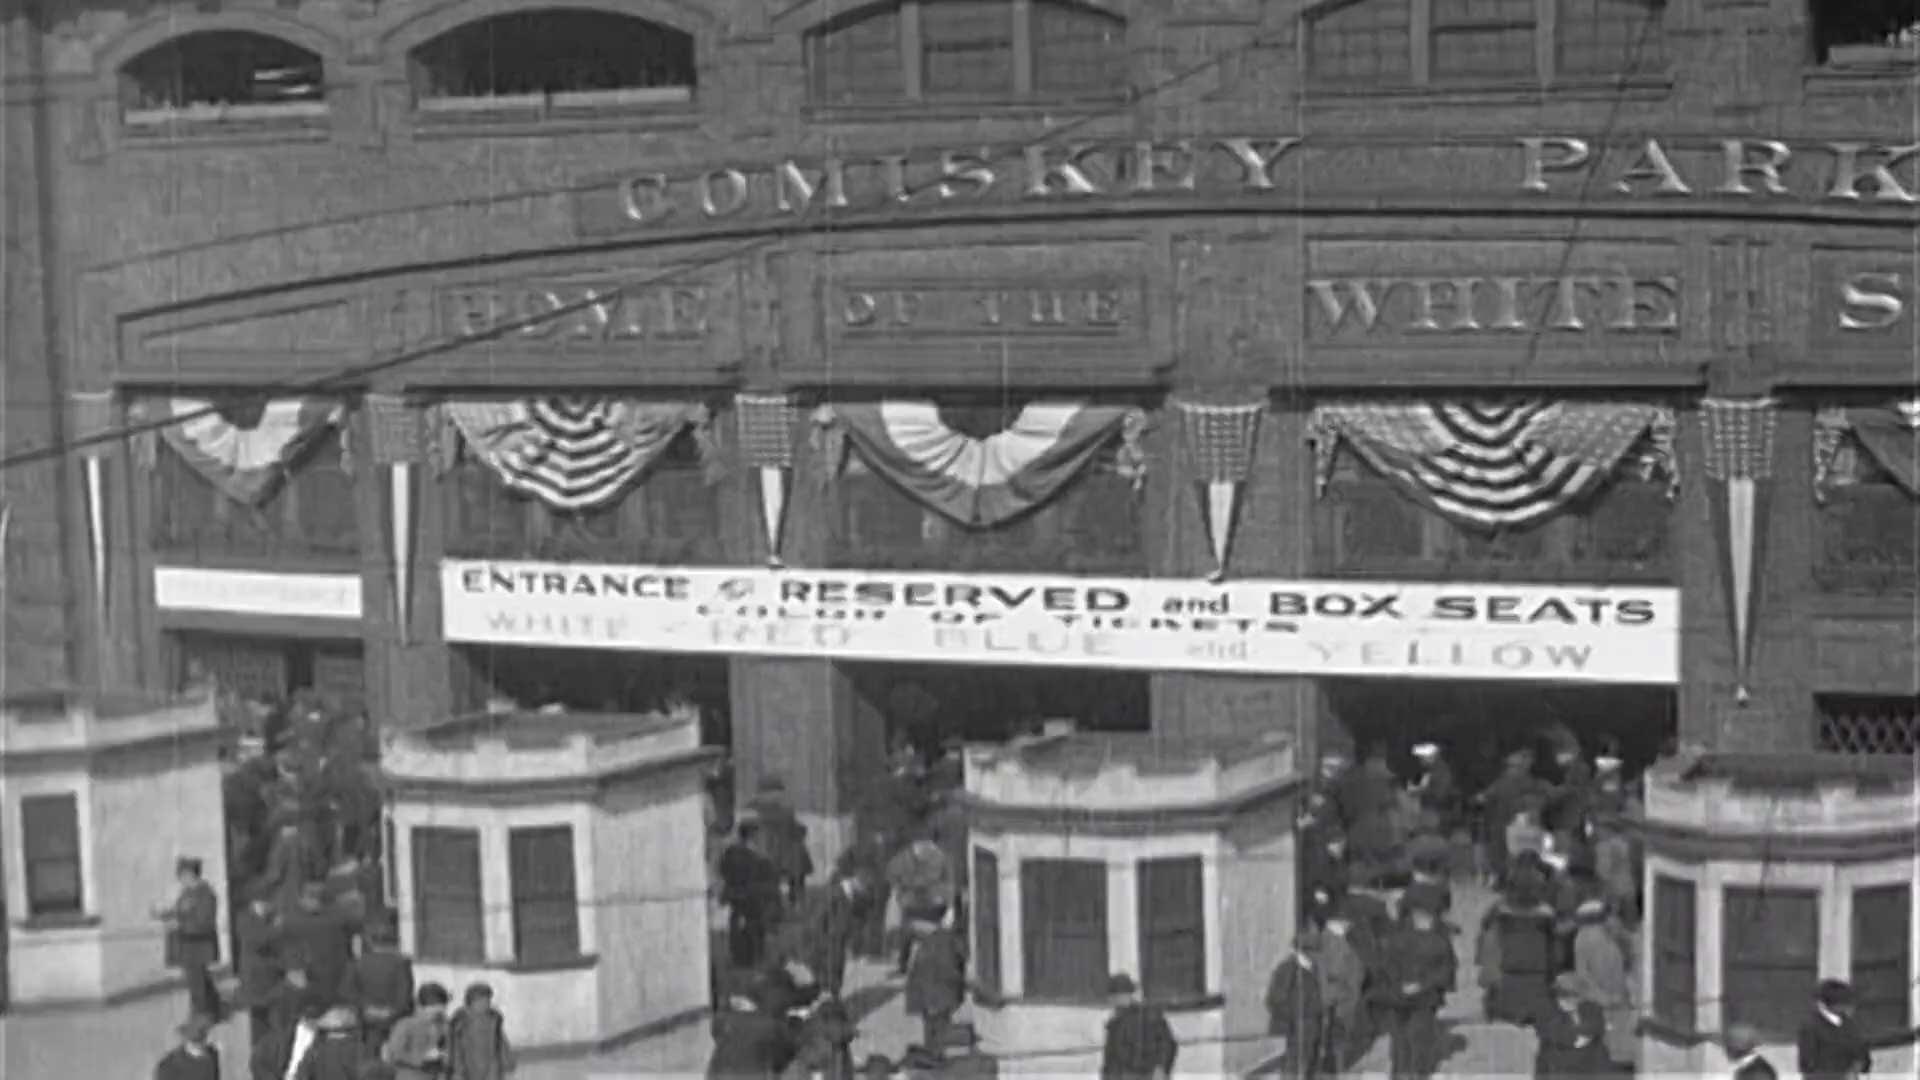 COMISKEY PARK
HOME OF THE WHITE S
ENTRANCE RESERVED and BOX SEATS
COLOR OF TICKETS
WHITE - RED BLUE and YELLOW